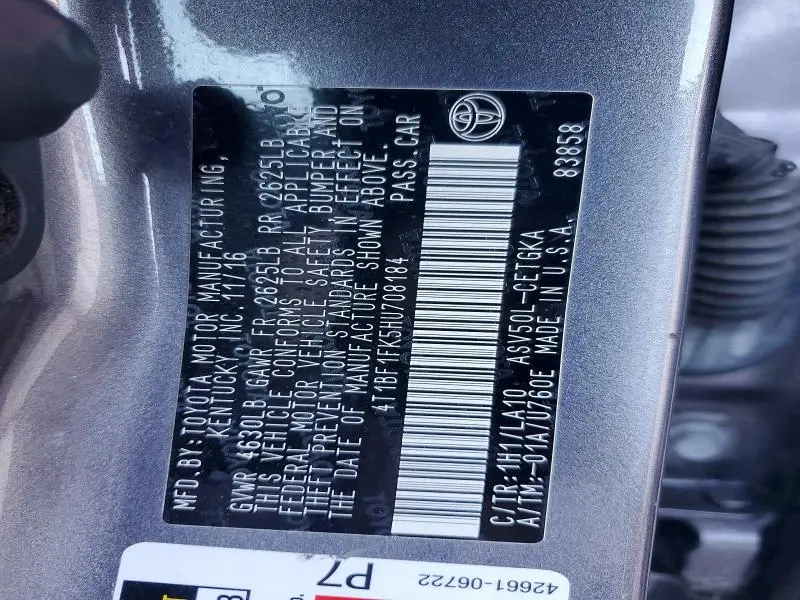 MFD.BY:TOYOTA MOTOR MANUFACTURING,
KENTUCKY, INC.11/16
GVWR 4630LB GAWR FR 2625LB RR 2625LB
THIS VEHICLE CONFORMS TO ALL APPLICABLE
FEDERAL MOTOR VEHICLE SAFETY, BUMPER,AND
THEFT PREVENTION STANDARDS IN EFFECT ON
THE DATE OF MANUFACTURE SHOWN ABOVE.
4T1BF1FK5HU708184 PASS.CAR
C/TR:1H1/LA10 ASV50L-CETGKA
A/TM:-01A/U760E MADE IN U.S.A. 83858
42661-06722
P7